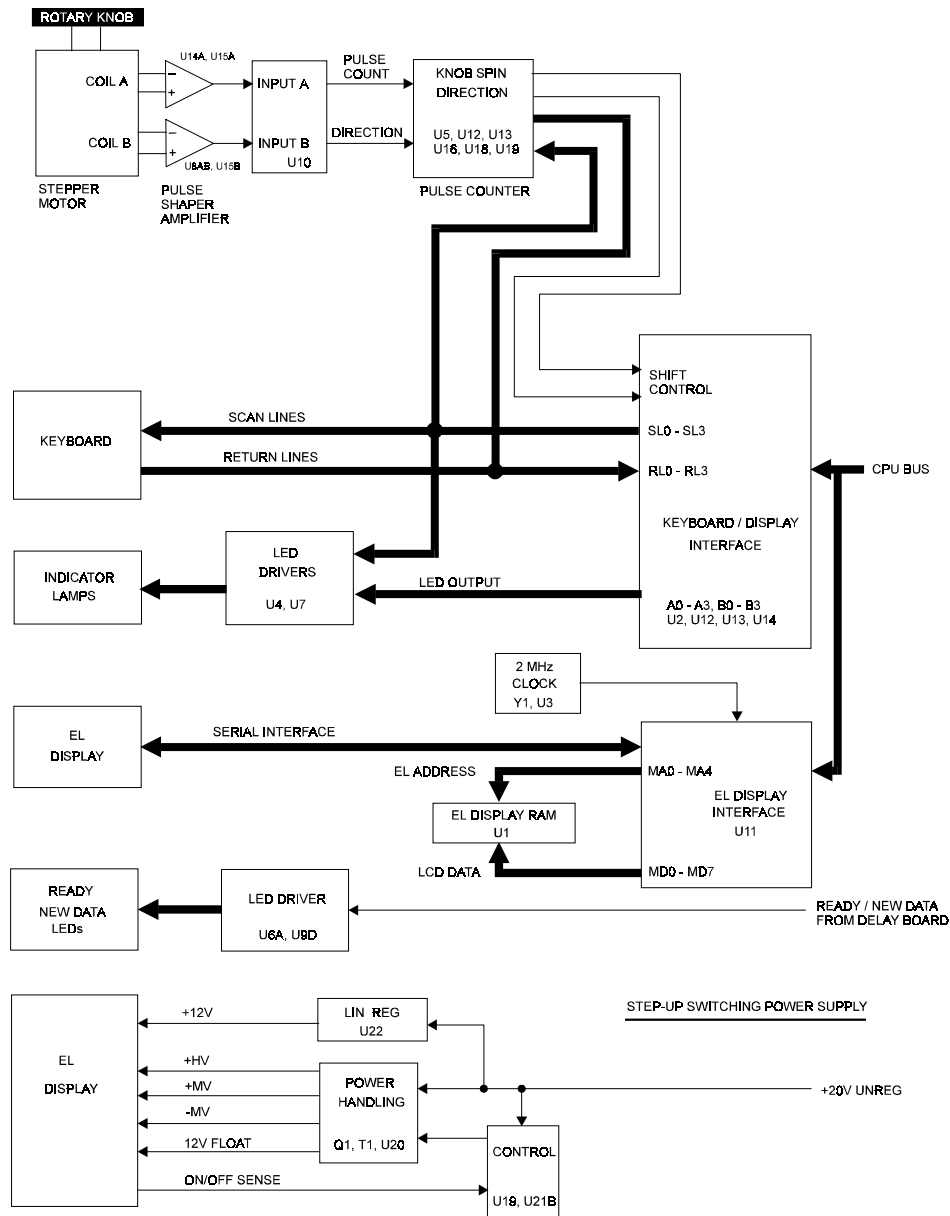 ROTARY KNOB
U14A, U15A
COIL A
COIL B
−
+
−
+
U8AB, U15B
STEPPER
MOTOR
PULSE
SHAPER
AMPLIFIER
INPUT A
INPUT B
U10
PULSE
COUNT
DIRECTION
KNOB SPIN
DIRECTION
U5, U12, U13
U16, U18, U19
PULSE COUNTER
SHIFT
CONTROL
SL0 - SL3
RL0 - RL3
KEYBOARD / DISPLAY
INTERFACE
A0 - A3, B0 - B3
U2, U12, U13, U14
CPU BUS
KEYBOARD
SCAN LINES
RETURN LINES
INDICATOR
LAMPS
LED
DRIVERS
U4, U7
LED OUTPUT
2 MHz
CLOCK
Y1, U3
EL
DISPLAY
SERIAL INTERFACE
EL ADDRESS
MA0 - MA4
EL DISPLAY
INTERFACE
U11
EL DISPLAY RAM
U1
LCD DATA
MD0 - MD7
READY
NEW DATA
LEDs
LED DRIVER
U6A, U9D
READY / NEW DATA
FROM DELAY BOARD
STEP-UP SWITCHING POWER SUPPLY
EL
DISPLAY
+12V
LIN REG
U22
+HV
+MV
-MV
12V FLOAT
POWER
HANDLING
Q1, T1, U20
+20V UNREG
ON/OFF SENSE
CONTROL
U19, U21B